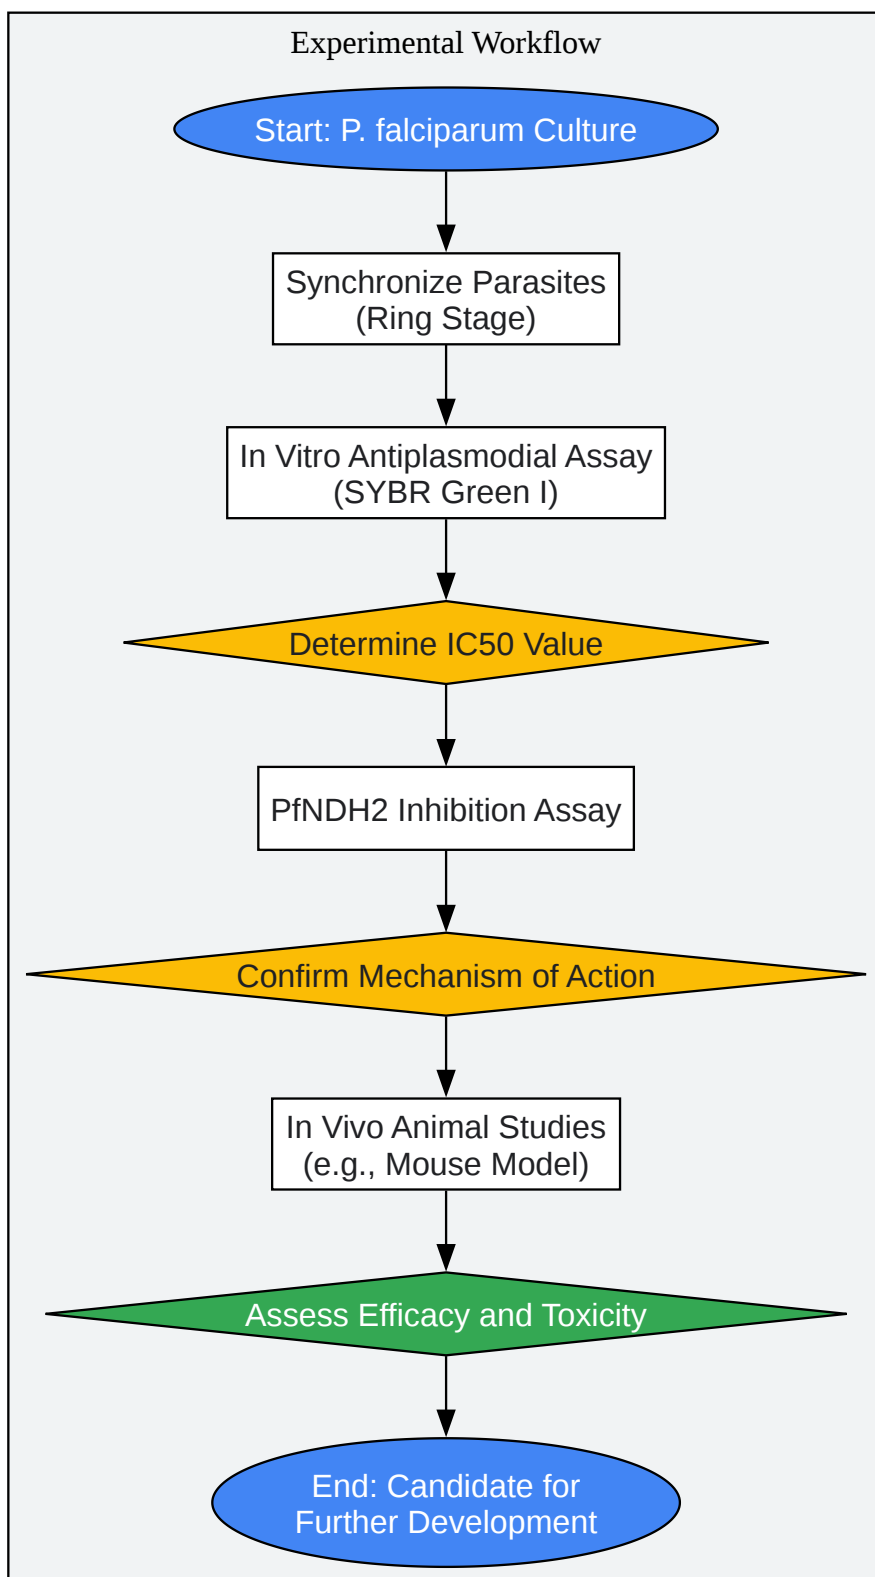 Experimental Workflow
Start: P. falciparum Culture
Synchronize Parasites
(Ring Stage)
In Vitro Antiplasmodial Assay
(SYBR Green I)
Determine IC50 Value
PfNDH2 Inhibition Assay
Confirm Mechanism of Action
In Vivo Animal Studies
(e.g., Mouse Model)
Assess Efficacy and Toxicity
End: Candidate for
Further Development